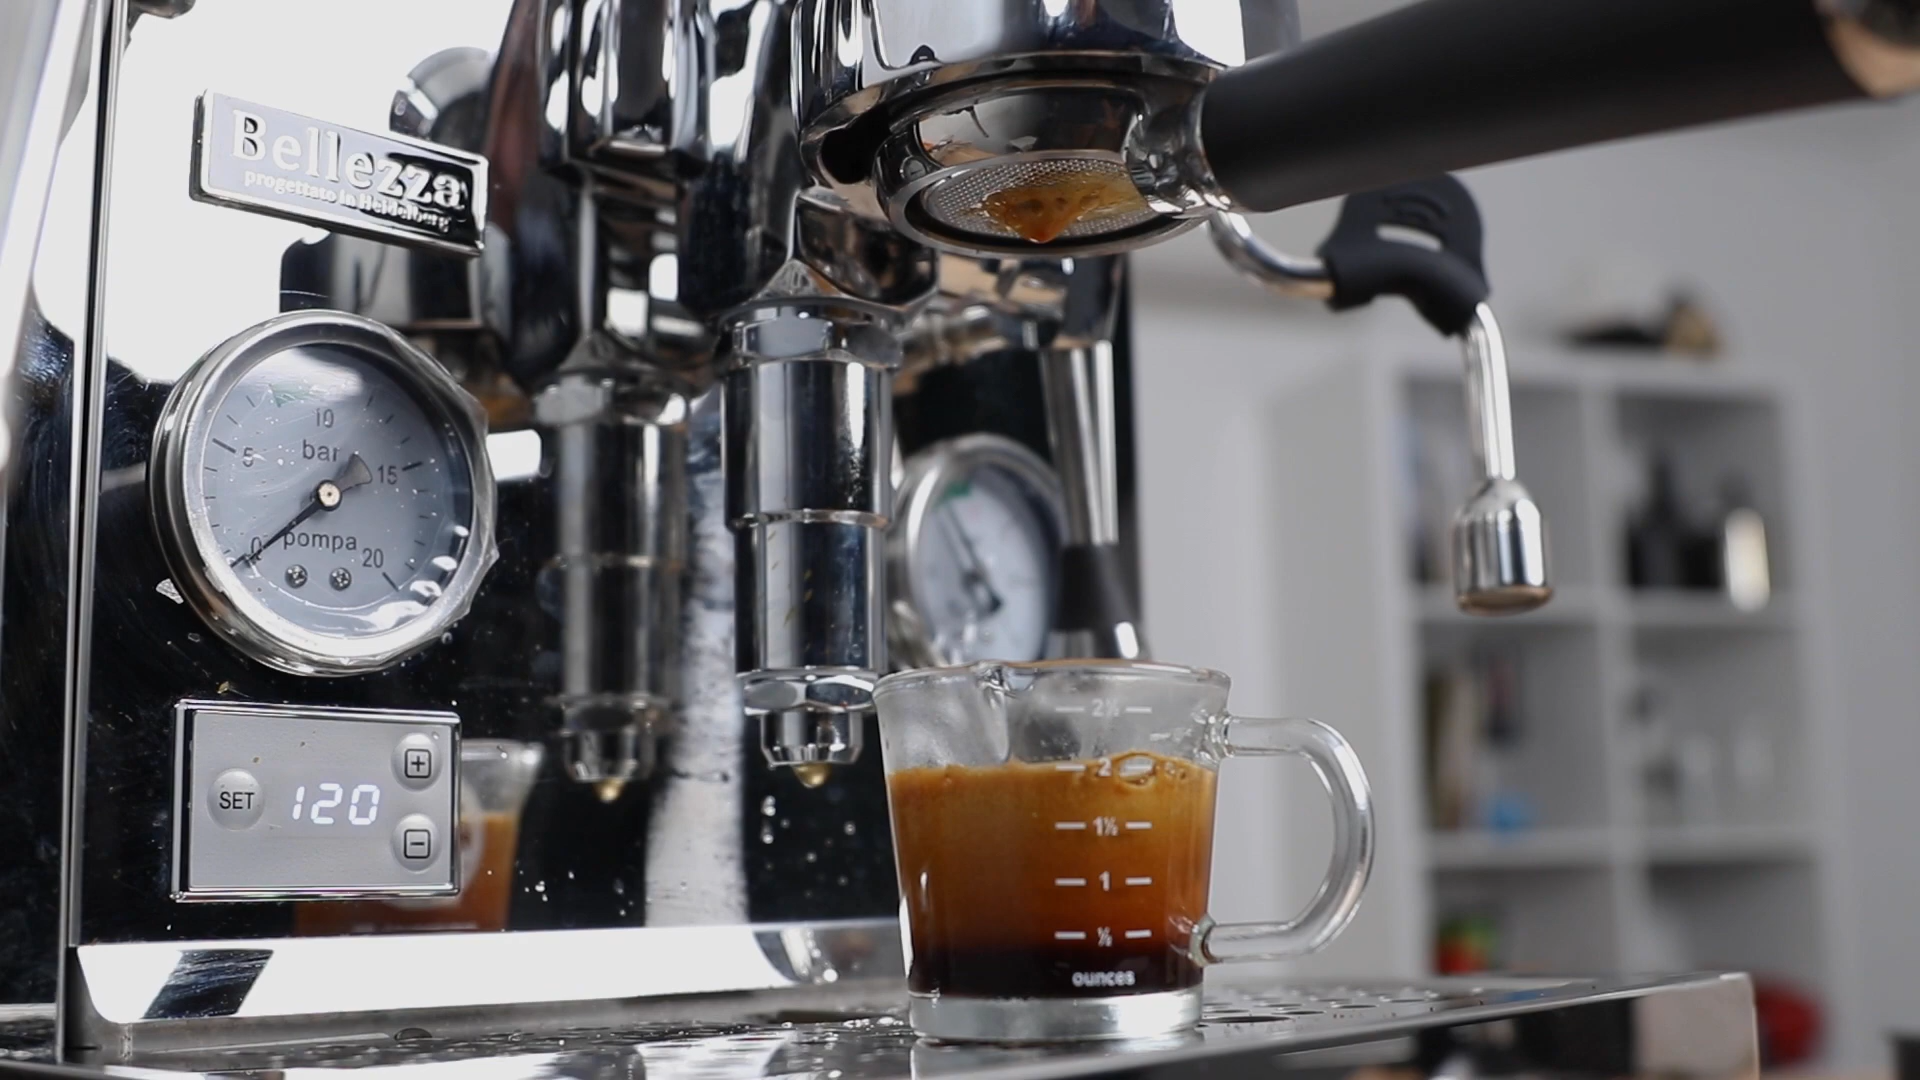 Bellezza
progettato in Heidelberg
10
bar
5
15
0
pompa
20
SET
120
+
-
2½
2
1½
1
½
ounces